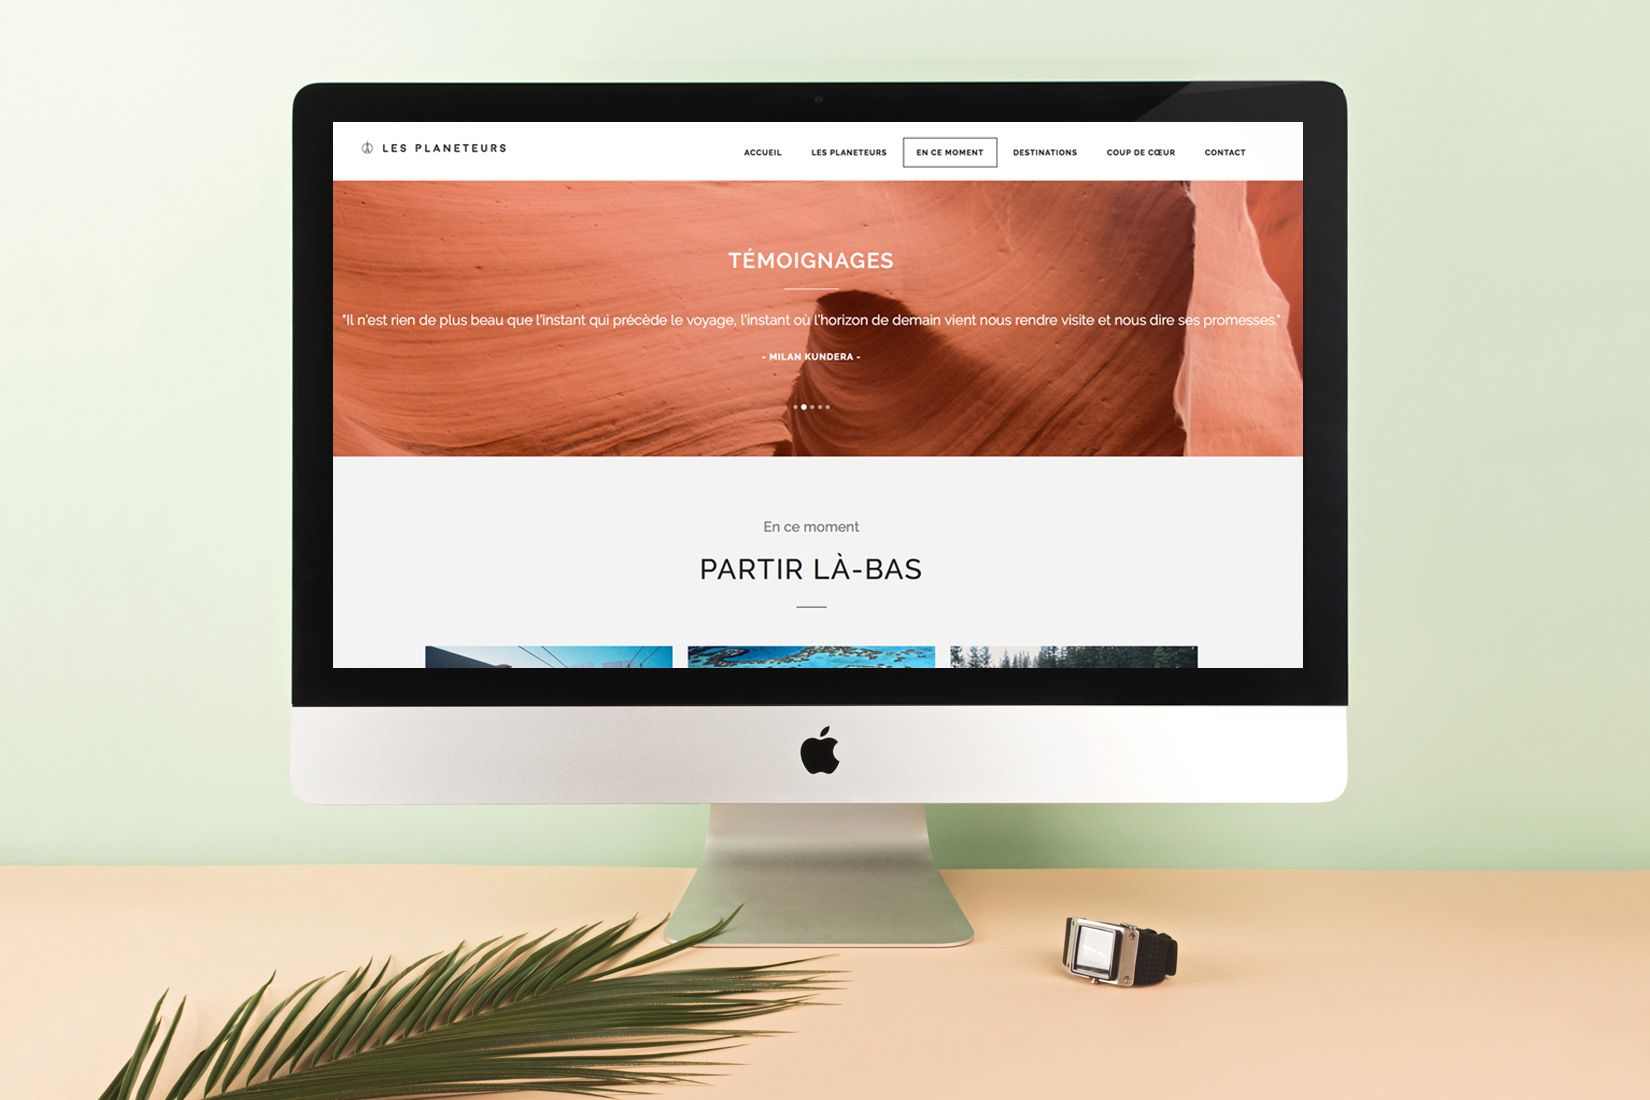 LES PLANETEURS
ACCUEIL LES PLANETEURS EN CE MOMENT DESTINATIONS COUP DE CŒUR CONTACT
TÉMOIGNAGES
"Il n'est rien de plus beau que l'instant qui précède le voyage, l'instant où l'horizon de demain vient nous rendre visite et nous dire ses promesses."
- MILAN KUNDERA -
En ce moment
PARTIR LÀ-BAS